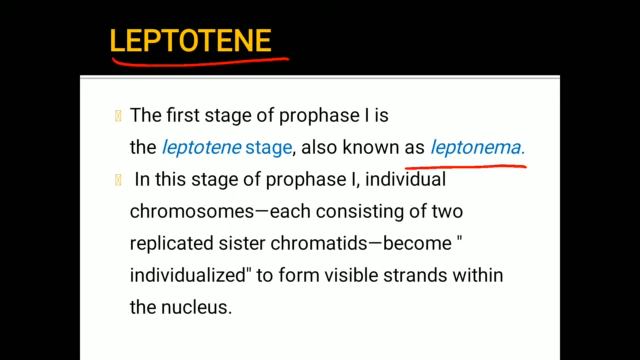 LEPTOTENE
The first stage of prophase I is
the leptotene stage, also known as leptonema.
In this stage of prophase I, individual
chromosomes—each consisting of two
replicated sister chromatids—become "
individualized" to form visible strands within
the nucleus.